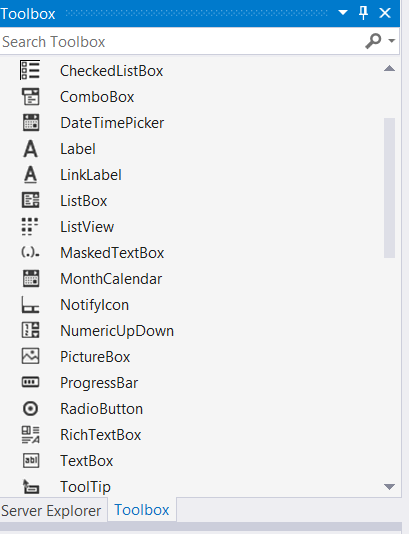 Toolbox
Search Toolbox
CheckedListBox
ComboBox
DateTimePicker
A Label
A LinkLabel
ListBox
ListView
(.). MaskedTextBox
MonthCalendar
NotifyIcon
NumericUpDown
PictureBox
ProgressBar
RadioButton
RichTextBox
abl TextBox
ToolTip
Server Explorer Toolbox